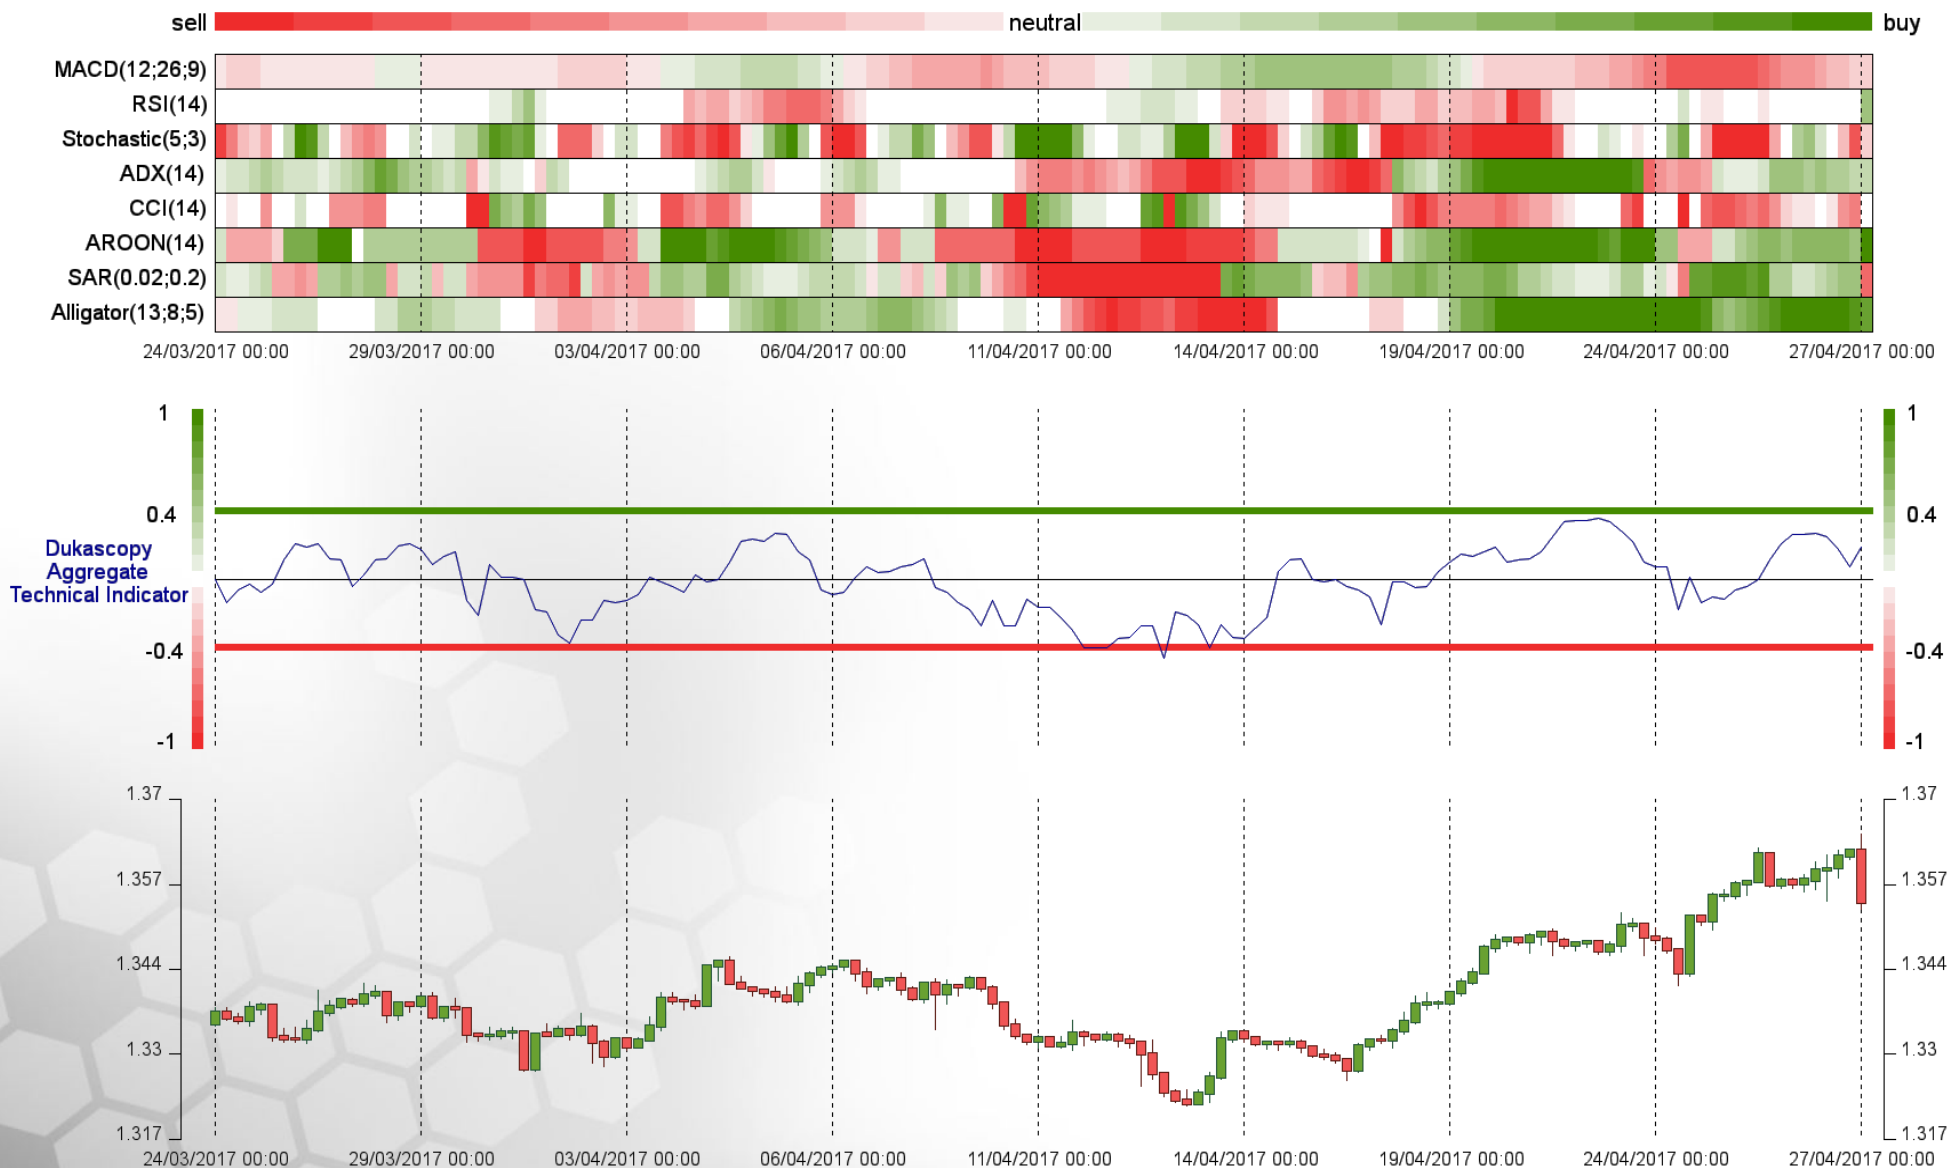 sell neutral buy
MACD(12;26;9)
RSI(14)
Stochastic(5;3)
ADX(14)
CCI(14)
AROON(14)
SAR(0.02;0.2)
Alligator(13;8;5)
24/03/2017 00:00 29/03/2017 00:00 03/04/2017 00:00 06/04/2017 00:00 11/04/2017 00:00 14/04/2017 00:00 19/04/2017 00:00 24/04/2017 00:00 27/04/2017 00:00
1 1
0.4 0.4
Dukascopy
Aggregate
Technical Indicator
-0.4 -0.4
-1 -1
1.37 1.37
1.357 1.357
1.344 1.344
1.33 1.33
1.317 1.317
24/03/2017 00:00 29/03/2017 00:00 03/04/2017 00:00 06/04/2017 00:00 11/04/2017 00:00 14/04/2017 00:00 19/04/2017 00:00 24/04/2017 00:00 27/04/2017 00:00